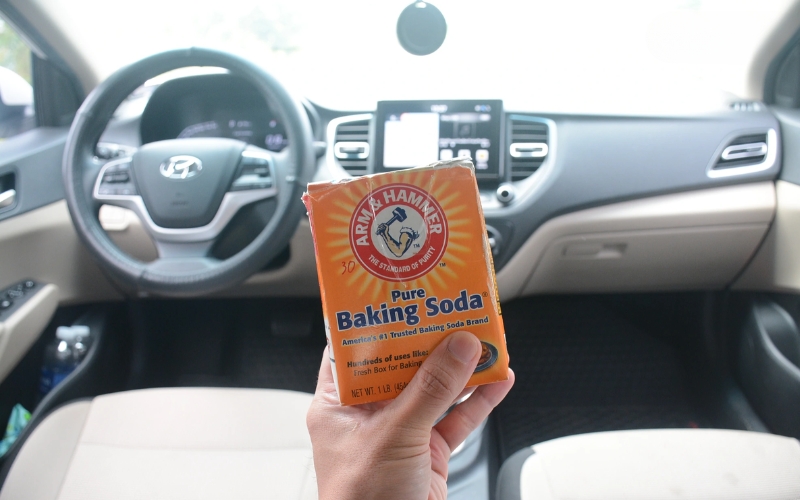 ARM & HAMMER
THE STANDARD OF PURITY
30
Pure
Baking Soda
America's #1 Trusted Baking Soda Brand
Hundreds of uses like:
Fresh Box for Baking
NET WT. 1 LB. (454